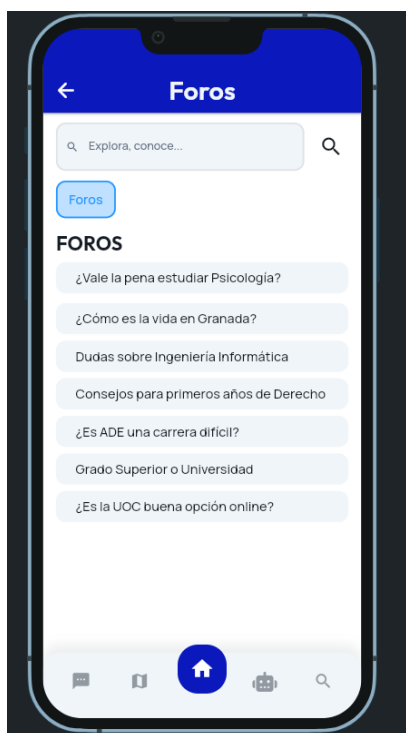 Foros
Explora, conoce...
Foros
FOROS
¿Vale la pena estudiar Psicología?
¿Cómo es la vida en Granada?
Dudas sobre Ingeniería Informática
Consejos para primeros años de Derecho
¿Es ADE una carrera difícil?
Grado Superior o Universidad
¿Es la UOC buena opción online?